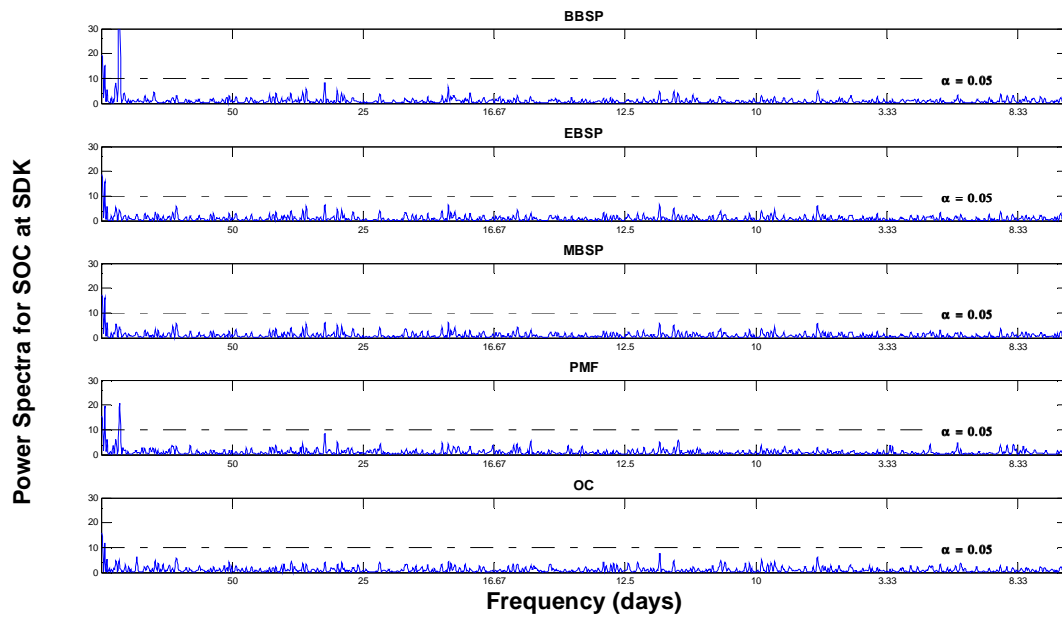 Power Spectra for SOC at SDK
BBSP
30
20
10
0
α = 0.05
50 25 16.67 12.5 10 3.33 8.33
EBSP
30
20
10
0
α = 0.05
50 25 16.67 12.5 10 3.33 8.33
MBSP
30
20
10
0
α = 0.05
50 25 16.67 12.5 10 3.33 8.33
PMF
30
20
10
0
α = 0.05
50 25 16.67 12.5 10 3.33 8.33
OC
30
20
10
0
α = 0.05
50 25 16.67 12.5 10 3.33 8.33
Frequency (days)